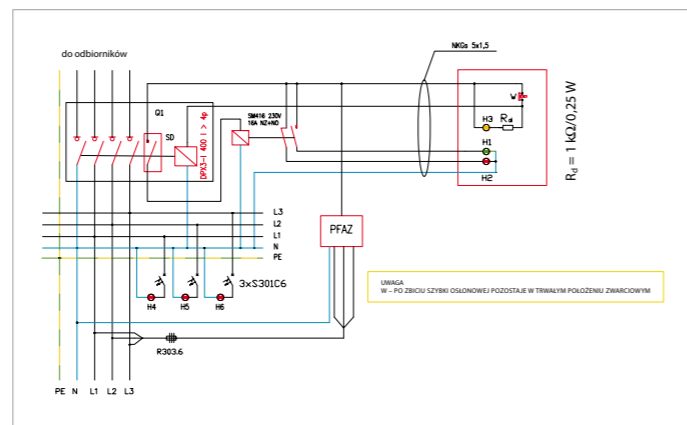 do odbiorników
NKGs 5x1,5
Q1
SD
DPX3-I 400 I > 4p
SM416 230V
16A NZ+NO
W
H3
Rd
H1
H2
Rd = 1 kΩ/0,25 W
L3
L2
L1
N
PE
PFAZ
3xS301C6
H4
H5
H6
UWAGA
W – PO ZBICIU SZYBKI OSŁONOWEJ POZOSTAJE W TRWAŁYM POŁOŻENIU ZWARCIOWYM
R303.6
PE N L1 L2 L3